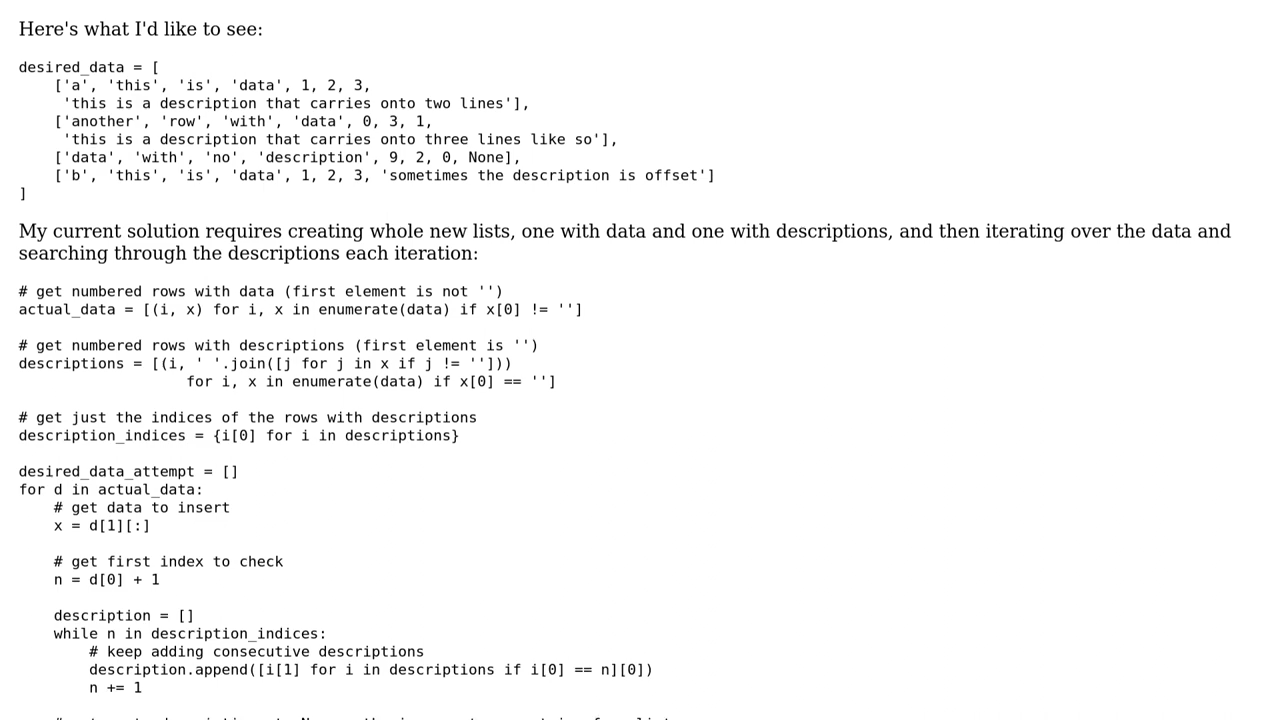 Here's what I'd like to see:
desired_data = [
    ['a', 'this', 'is', 'data', 1, 2, 3,
     'this is a description that carries onto two lines'],
    ['another', 'row', 'with', 'data', 0, 3, 1,
     'this is a description that carries onto three lines like so'],
    ['data', 'with', 'no', 'description', 9, 2, 0, None],
    ['b', 'this', 'is', 'data', 1, 2, 3, 'sometimes the description is offset']
]
My current solution requires creating whole new lists, one with data and one with descriptions, and then iterating over the data and
searching through the descriptions each iteration:
# get numbered rows with data (first element is not '')
actual_data = [(i, x) for i, x in enumerate(data) if x[0] != '']
# get numbered rows with descriptions (first element is '')
descriptions = [(i, ' '.join([j for j in x if j != '']))
                   for i, x in enumerate(data) if x[0] == '']
# get just the indices of the rows with descriptions
description_indices = {i[0] for i in descriptions}
desired_data_attempt = []
for d in actual_data:
    # get data to insert
    x = d[1][:]
    # get first index to check
    n = d[0] + 1
    description = []
    while n in description_indices:
        # keep adding consecutive descriptions
        description.append([i[1] for i in descriptions if i[0] == n][0])
        n += 1